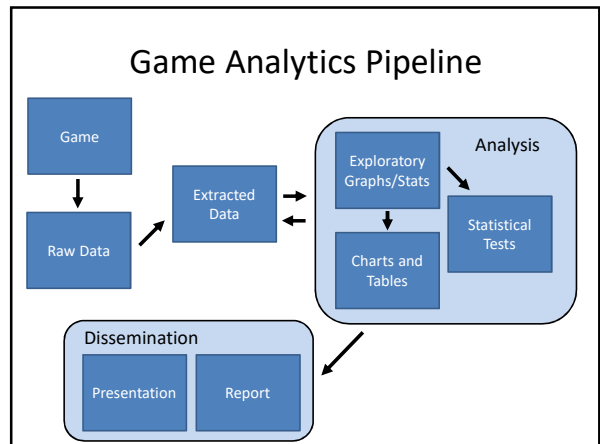 Game Analytics Pipeline
Game
Raw Data
Extracted
Data
Analysis
Exploratory
Graphs/Stats
Statistical
Tests
Charts and
Tables
Dissemination
Presentation
Report